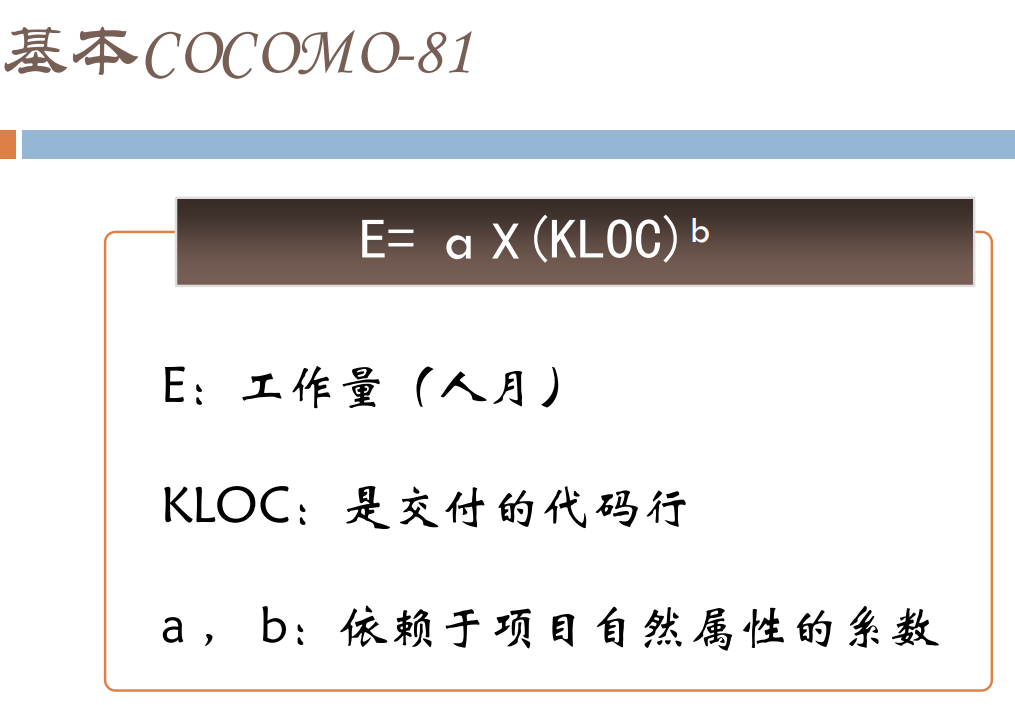 基本COCOMO-81
E= a X(KLOC)ᵇ
E：工作量（人月）
KLOC：是交付的代码行
a ， b：依赖于项目自然属性的系数